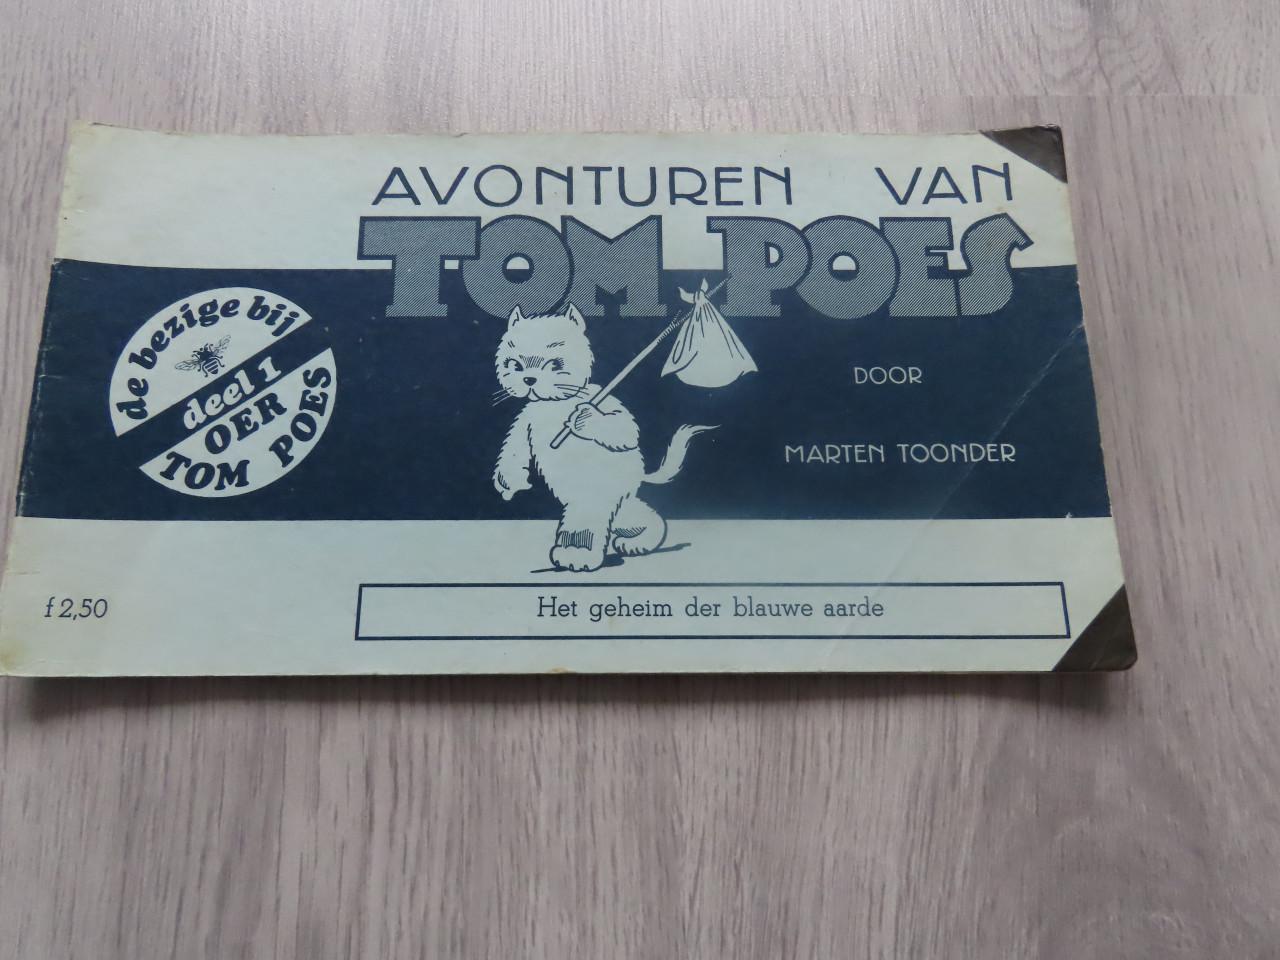 AVONTUREN VAN
TOM POES
de bezige bij
deel 1
OER
TOM POES
DOOR
MARTEN TOONDER
f 2,50
Het geheim der blauwe aarde